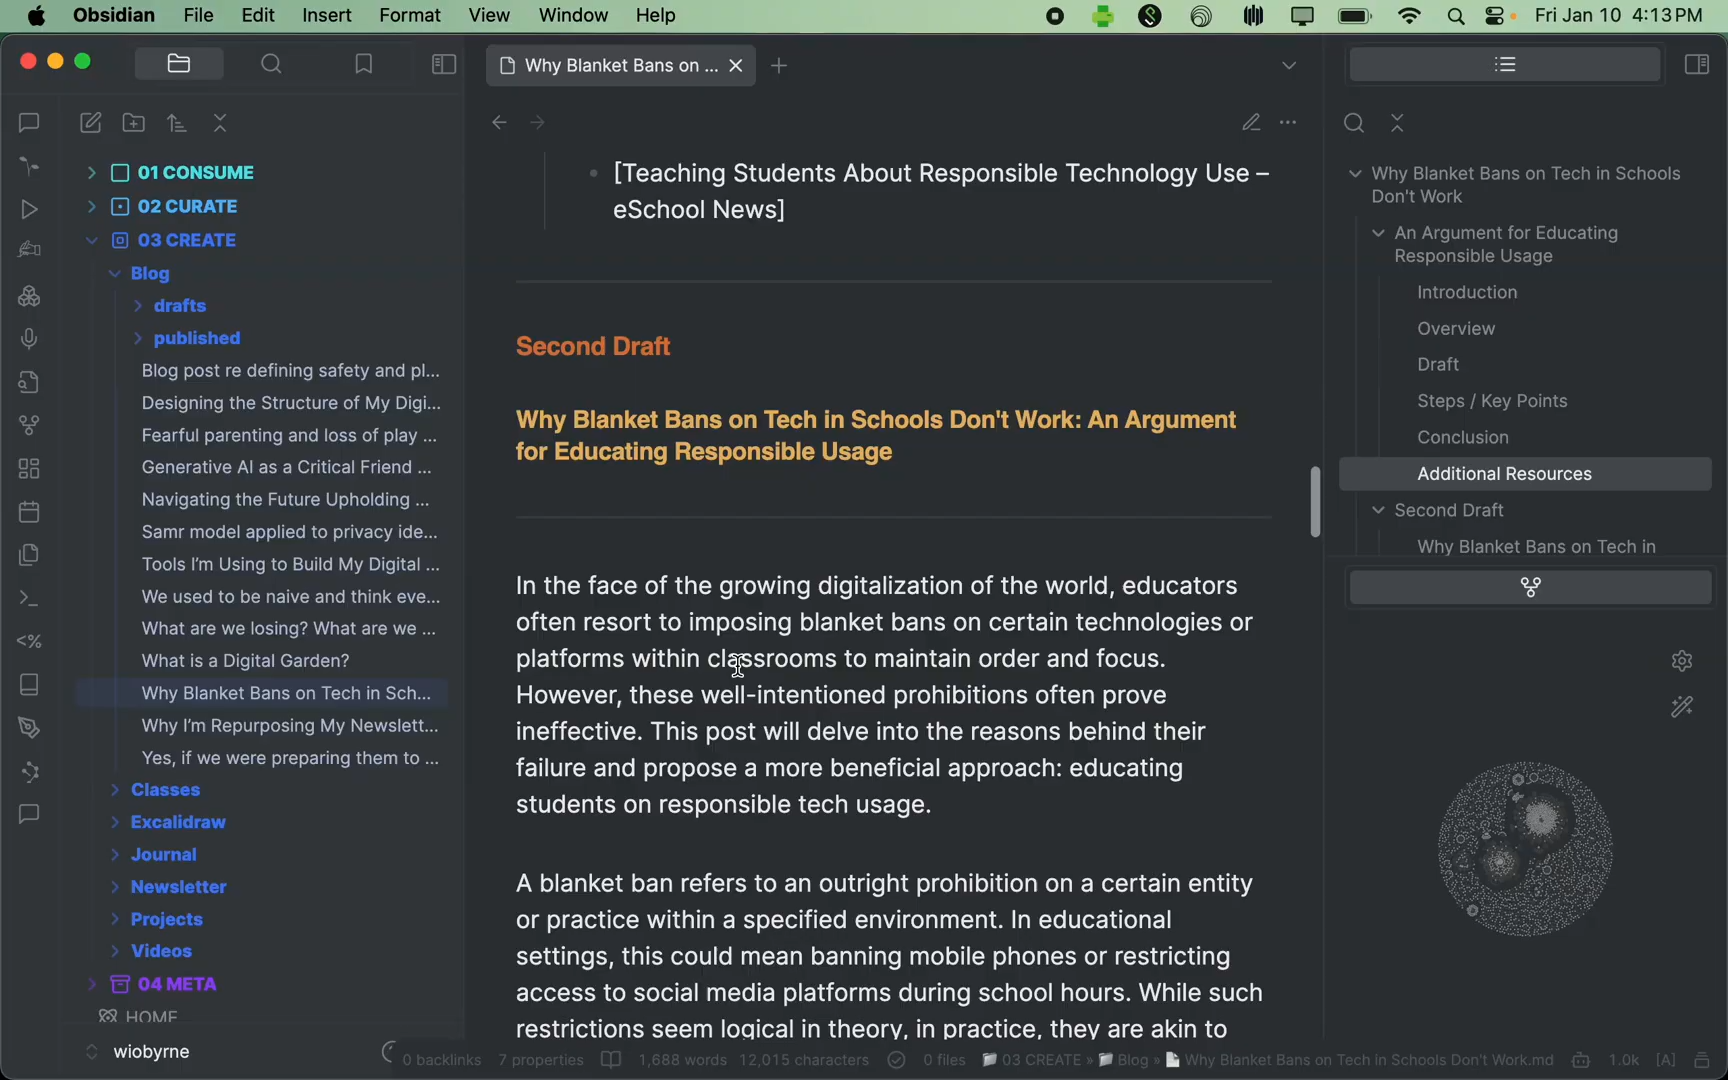 Obsidian File Edit Insert Format View Window Help
Fri Jan 10 4:13 PM
Why Blanket Bans on ...
01 CONSUME
02 CURATE
03 CREATE
Blog
drafts
published
Blog post re defining safety and pl...
Designing the Structure of My Digi...
Fearful parenting and loss of play ...
Generative AI as a Critical Friend ...
Navigating the Future Upholding ...
Samr model applied to privacy ide...
Tools I'm Using to Build My Digital ...
We used to be naive and think eve...
What are we losing? What are we ...
What is a Digital Garden?
Why Blanket Bans on Tech in Sch...
Why I'm Repurposing My Newslett...
Yes, if we were preparing them to ...
Classes
Excalidraw
Journal
Newsletter
Projects
Videos
04 META
HOME
wiobyrne
[Teaching Students About Responsible Technology Use –
eSchool News]
Second Draft
Why Blanket Bans on Tech in Schools Don't Work: An Argument
for Educating Responsible Usage
In the face of the growing digitalization of the world, educators
often resort to imposing blanket bans on certain technologies or
platforms within classrooms to maintain order and focus.
However, these well-intentioned prohibitions often prove
ineffective. This post will delve into the reasons behind their
failure and propose a more beneficial approach: educating
students on responsible tech usage.
A blanket ban refers to an outright prohibition on a certain entity
or practice within a specified environment. In educational
settings, this could mean banning mobile phones or restricting
access to social media platforms during school hours. While such
restrictions seem logical in theory, in practice, they are akin to
Why Blanket Bans on Tech in Schools
Don't Work
An Argument for Educating
Responsible Usage
Introduction
Overview
Draft
Steps / Key Points
Conclusion
Additional Resources
Second Draft
Why Blanket Bans on Tech in
0 backlinks 7 properties 1,688 words 12,015 characters 0 files 03 CREATE » Blog » Why Blanket Bans on Tech in Schools Don't Work.md 1.0k [A]